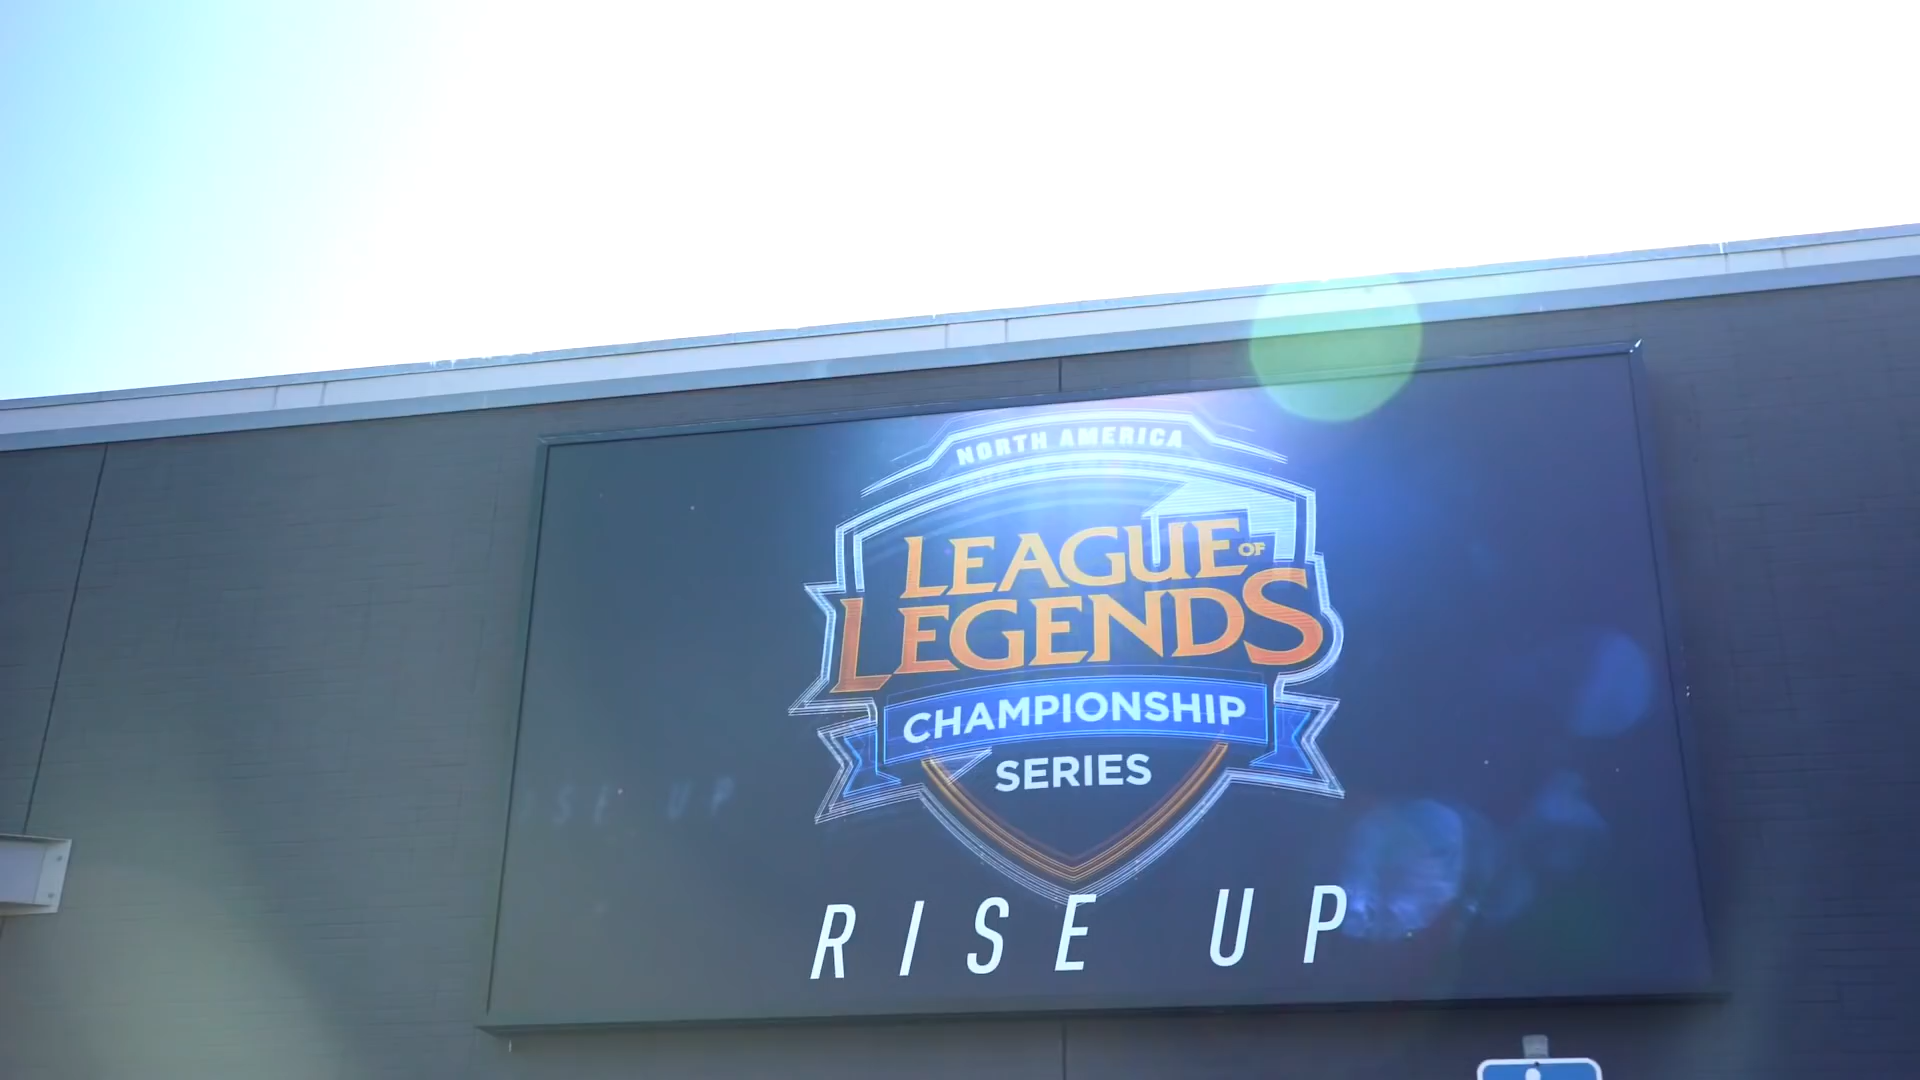 NORTH AMERICA
LEAGUE OF
LEGENDS
CHAMPIONSHIP
SERIES
RISE UP